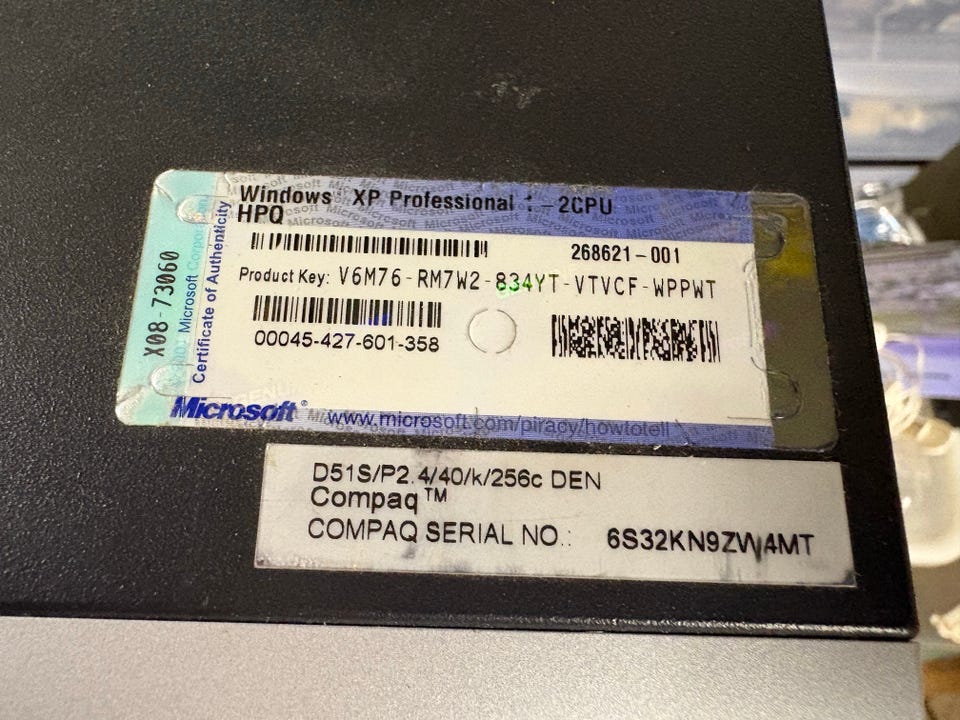 Windows XP Professional 1-2CPU
HPQ
268621-001
Product Key: V6M76-RM7W2-834YT-VTVCF-WPPWT
00045-427-601-358
X08-73060
Microsoft Corporation
Certificate of Authenticity
Microsoft®
www.microsoft.com/piracy/howtotell
D51S/P2.4/40/k/256c DEN
Compaq™
COMPAQ SERIAL NO.: 6S32KN9ZW4MT